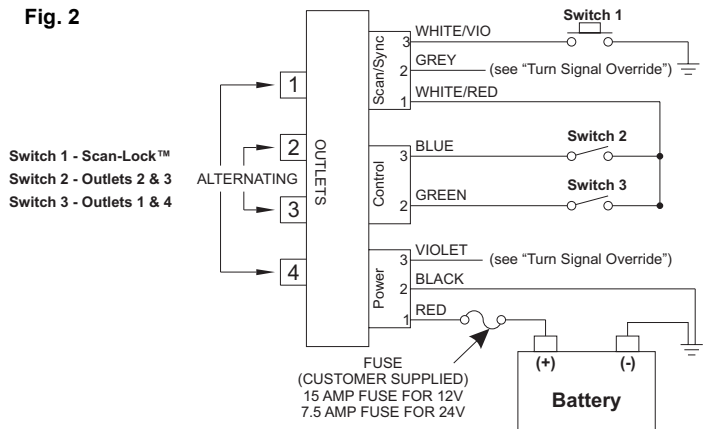 Fig. 2
Switch 1
WHITE/VIO
3
GREY
2
(see "Turn Signal Override")
WHITE/RED
1
Scan/Sync
1
2
3
4
OUTLETS
ALTERNATING
Switch 1 - Scan-Lock™
Switch 2 - Outlets 2 & 3
Switch 3 - Outlets 1 & 4
Switch 2
BLUE
3
Switch 3
GREEN
2
Control
VIOLET
3
(see "Turn Signal Override")
BLACK
2
RED
1
Power
FUSE
(CUSTOMER SUPPLIED)
15 AMP FUSE FOR 12V
7.5 AMP FUSE FOR 24V
(+) (-)
Battery